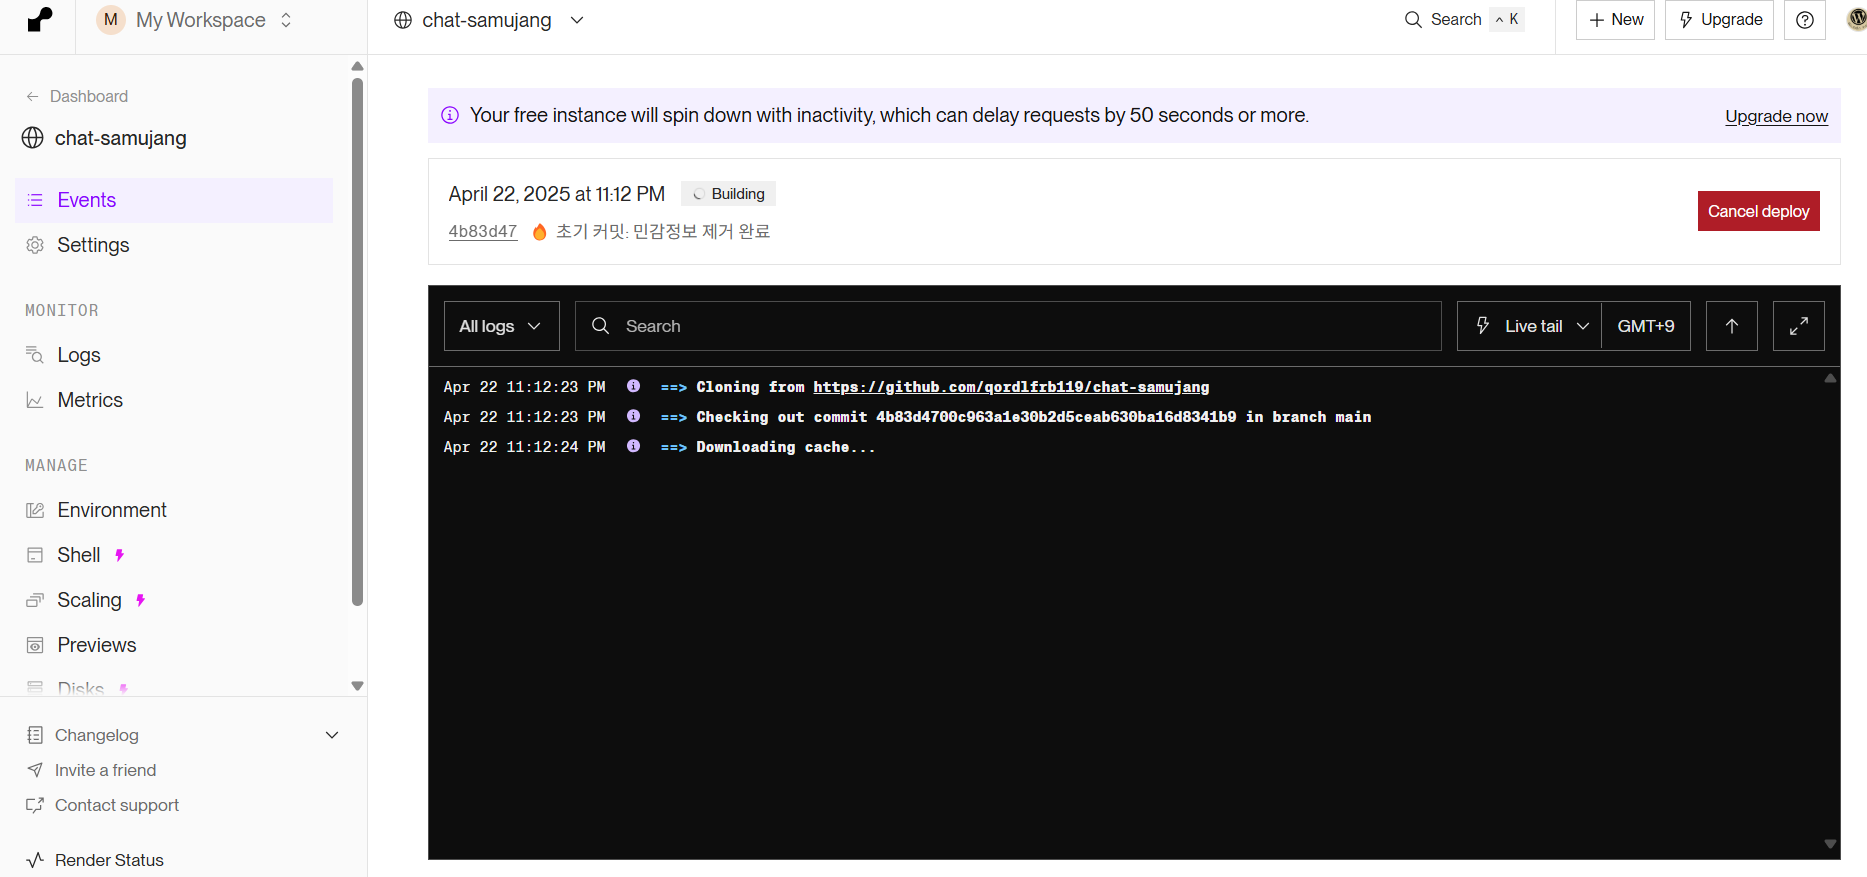 M My Workspace
chat-samujang
Search ^ K
+ New
Upgrade
Dashboard
chat-samujang
Events
Settings
MONITOR
Logs
Metrics
MANAGE
Environment
Shell
Scaling
Previews
Disks
Changelog
Invite a friend
Contact support
Render Status
Your free instance will spin down with inactivity, which can delay requests by 50 seconds or more.
Upgrade now
April 22, 2025 at 11:12 PM Building
4b83d47 🔥 초기 커밋: 민감정보 제거 완료
Cancel deploy
All logs
Search
Live tail
GMT+9
Apr 22 11:12:23 PM ==> Cloning from https://github.com/qordlfrb119/chat-samujang
Apr 22 11:12:23 PM ==> Checking out commit 4b83d4700c963a1e30b2d5ceab630ba16d8341b9 in branch main
Apr 22 11:12:24 PM ==> Downloading cache...